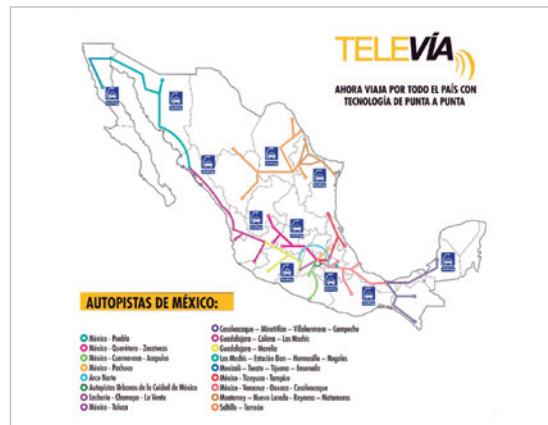 TELEVÍA
AHORA VIAJA POR TODO EL PAÍS CON
TECNOLOGÍA DE PUNTA A PUNTA
AUTOPISTAS DE MÉXICO:
México - Puebla
México - Querétaro - Zacatecas
México - Cuernavaca - Acapulco
México - Pachuca
Arco Norte
Autopistas Urbanas de la Cuidad de México
Lechería - Chamapa - La Venta
México - Toluca
Cosoleacaque – Minatitlán – Villahermosa – Campeche
Guadalajara – Colima – Los Mochis
Guadalajara – Morelia
Los Mochis – Estación Don – Hermosillo – Nogales
Mexicali – Tecate – Tijuana – Ensenada
México - Tizayuca - Tampico
México – Veracruz - Oaxaca - Cosoleacaque
Monterrey – Nuevo Laredo - Reynosa – Matamoros
Saltillo – Torreón